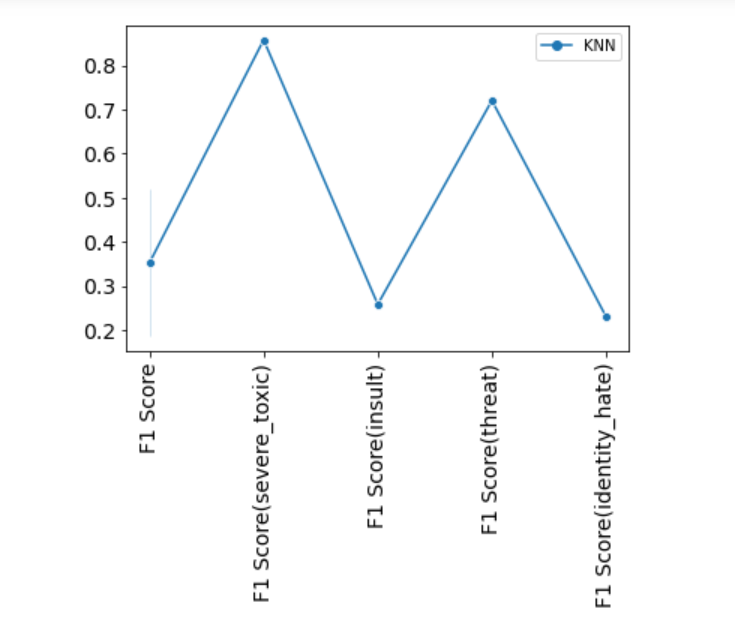 KNN
0.8
0.7
0.6
0.5
0.4
0.3
0.2
F1 Score
F1 Score(severe_toxic)
F1 Score(insult)
F1 Score(threat)
F1 Score(identity_hate)